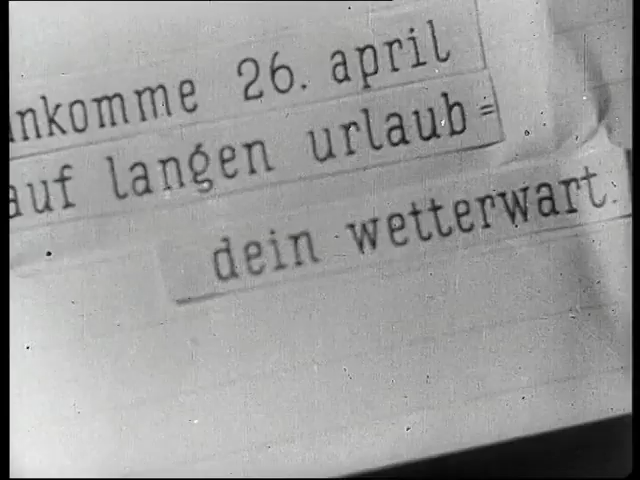 nkomme 26. april
auf langen urlaub=
dein wetterwart.